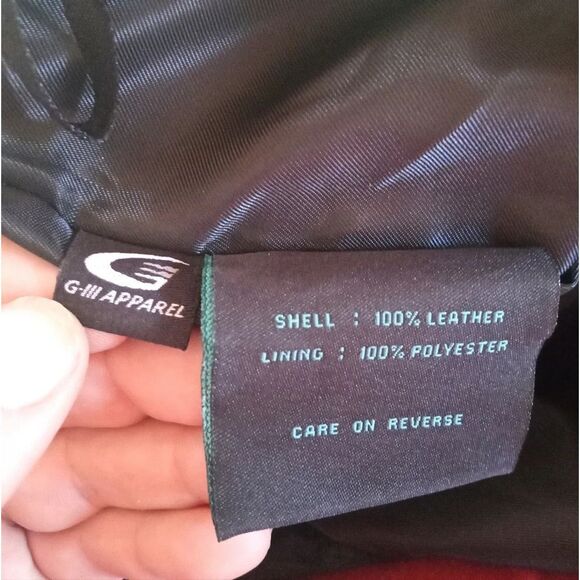 G-III APPAREL
SHELL : 100% LEATHER
LINING : 100% POLYESTER
CARE ON REVERSE